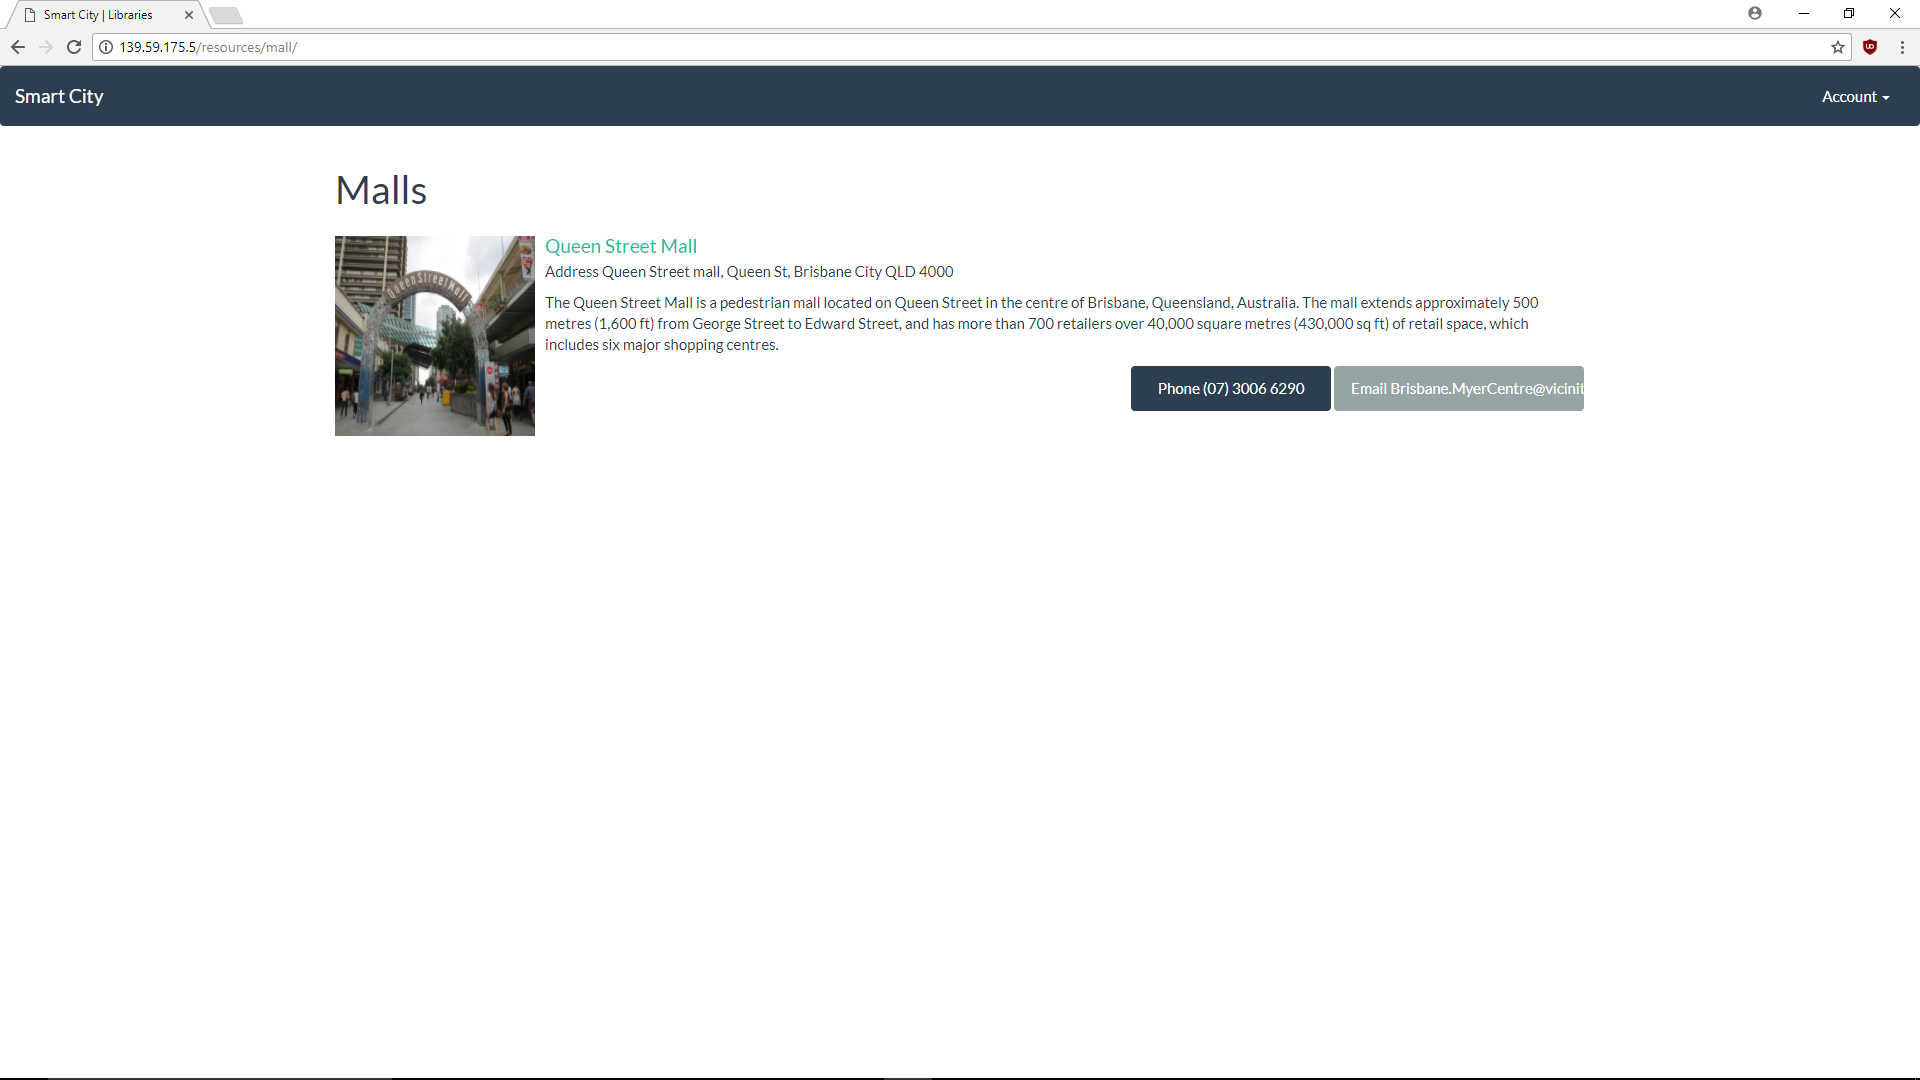 Smart City | Libraries
139.59.175.5/resources/mall/
Smart City
Account
Malls
QueenStreetMall
Queen Street Mall
Address Queen Street mall, Queen St, Brisbane City QLD 4000
The Queen Street Mall is a pedestrian mall located on Queen Street in the centre of Brisbane, Queensland, Australia. The mall extends approximately 500
metres (1,600 ft) from George Street to Edward Street, and has more than 700 retailers over 40,000 square metres (430,000 sq ft) of retail space, which
includes six major shopping centres.
Phone (07) 3006 6290
Email Brisbane.MyerCentre@vicinit